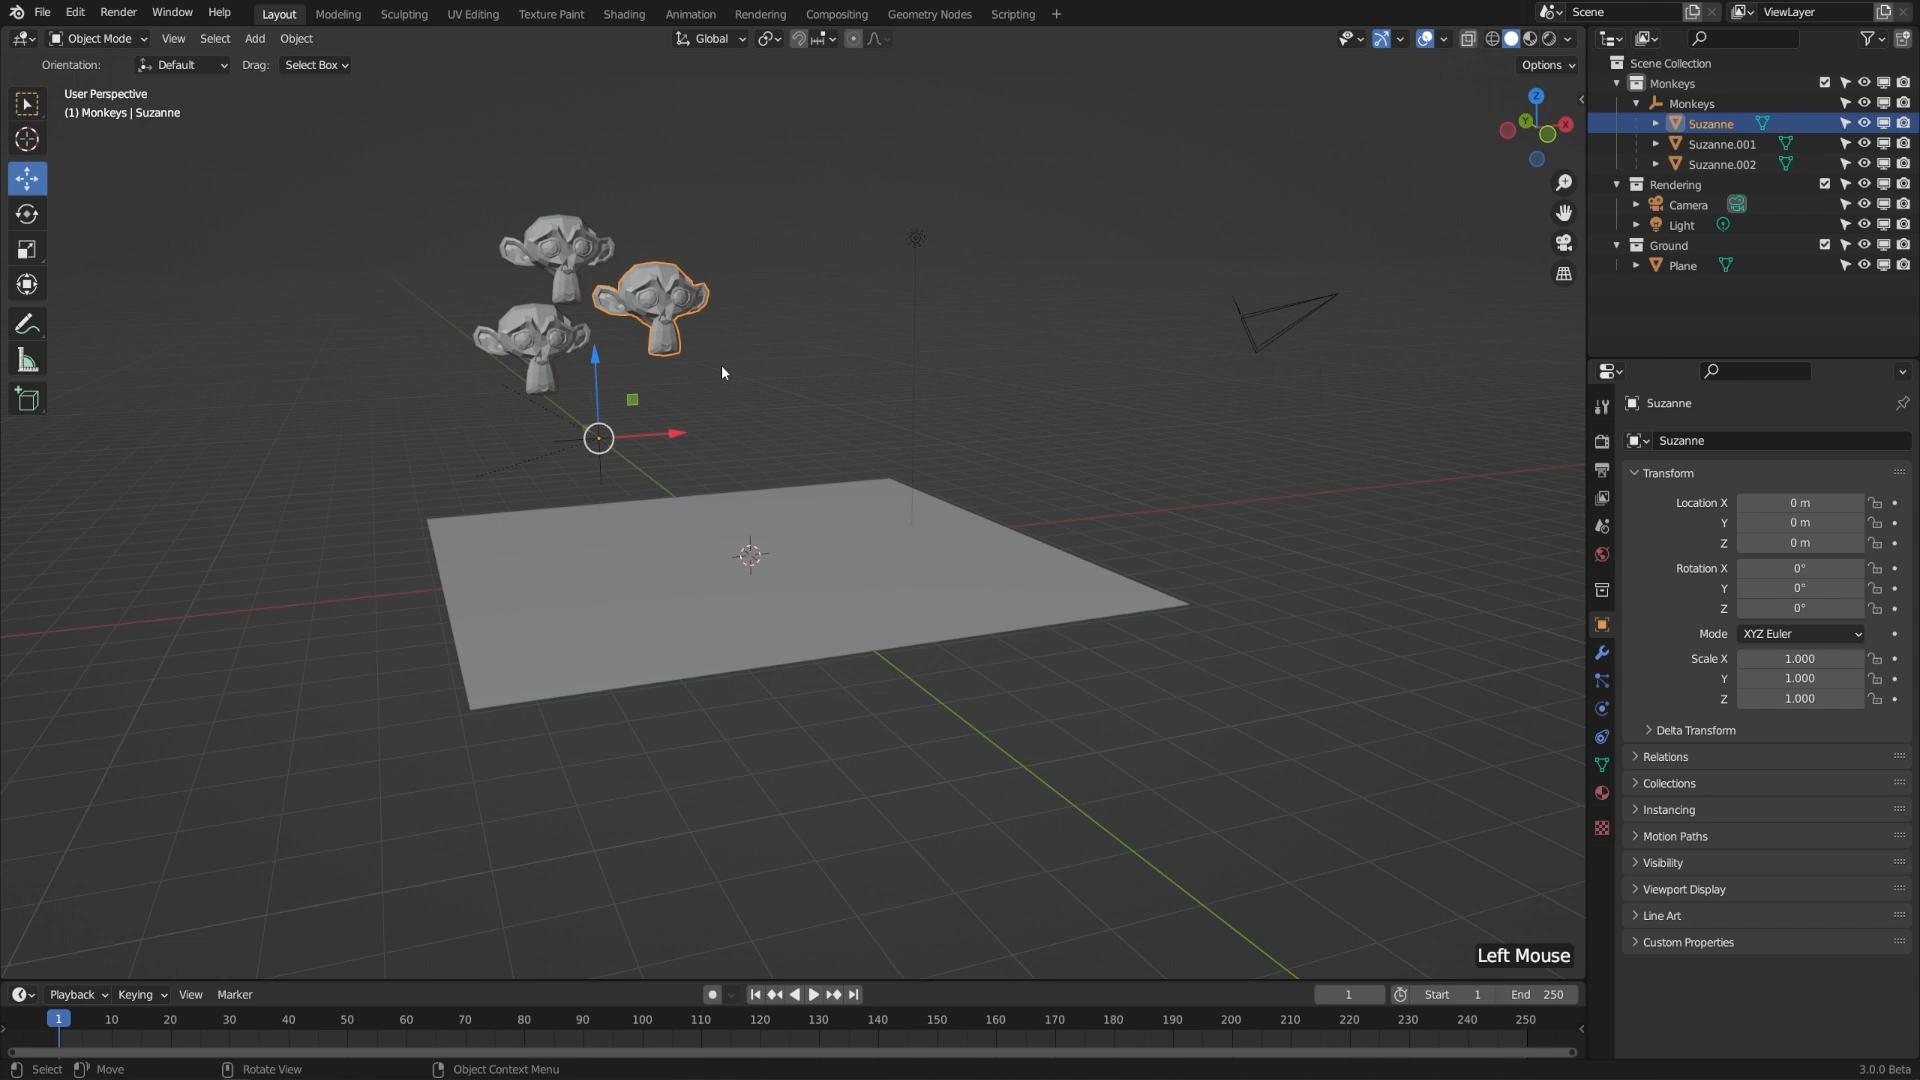 File Edit Render Window Help Layout Modeling Sculpting UV Editing Texture Paint Shading Animation Rendering Compositing Geometry Nodes Scripting + Scene ViewLayer
Object Mode View Select Add Object Global
Orientation: Default Drag: Select Box Options
User Perspective
(1) Monkeys | Suzanne
Z
Y
X
Scene Collection
Monkeys
Monkeys
Suzanne
Suzanne.001
Suzanne.002
Rendering
Camera
Light
Ground
Plane
Suzanne
Suzanne
Transform
Location X 0 m
Y 0 m
Z 0 m
Rotation X 0°
Y 0°
Z 0°
Mode XYZ Euler
Scale X 1.000
Y 1.000
Z 1.000
Delta Transform
Relations
Collections
Instancing
Motion Paths
Visibility
Viewport Display
Line Art
Custom Properties
Left Mouse
Playback Keying View Marker 1 Start 1 End 250
1 10 20 30 40 50 60 70 80 90 100 110 120 130 140 150 160 170 180 190 200 210 220 230 240 250
Select Move Rotate View Object Context Menu 3.0.0 Beta